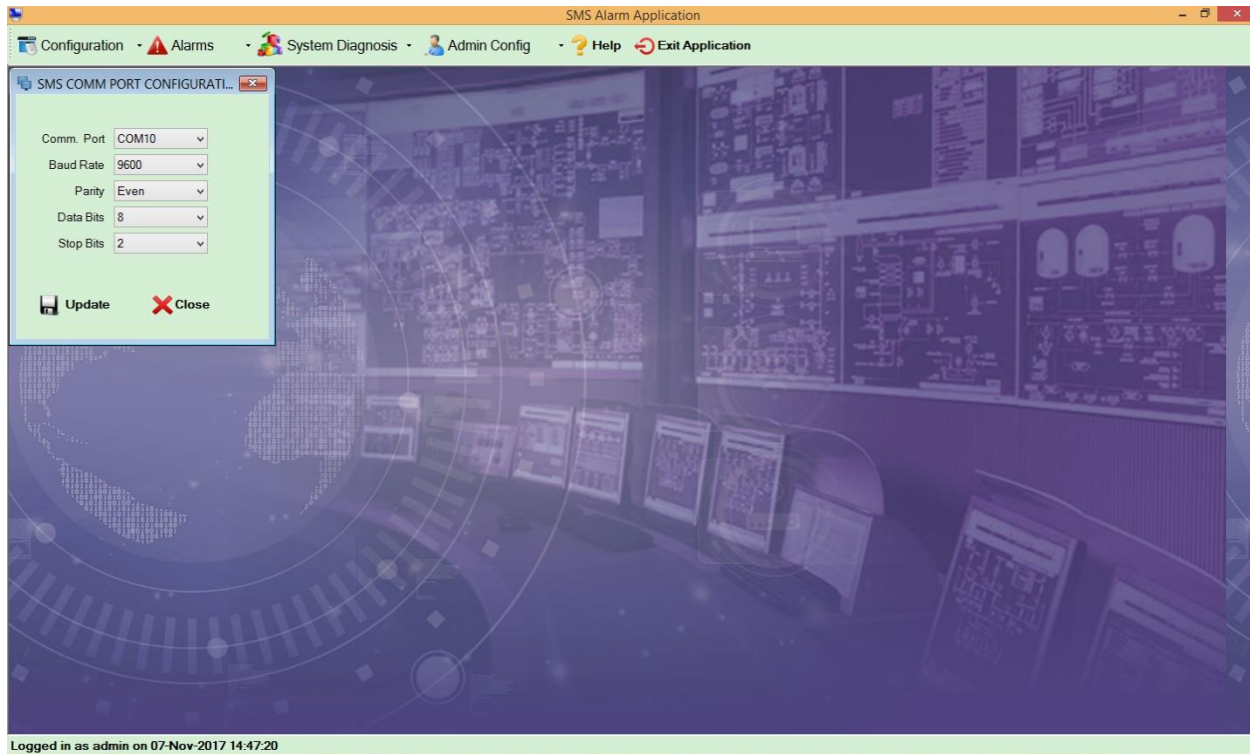 SMS Alarm Application
Configuration Alarms System Diagnosis Admin Config Help Exit Application
SMS COMM PORT CONFIGURATI...
Comm. Port COM10
Baud Rate 9600
Parity Even
Data Bits 8
Stop Bits 2
Update Close
Logged in as admin on 07-Nov-2017 14:47:20